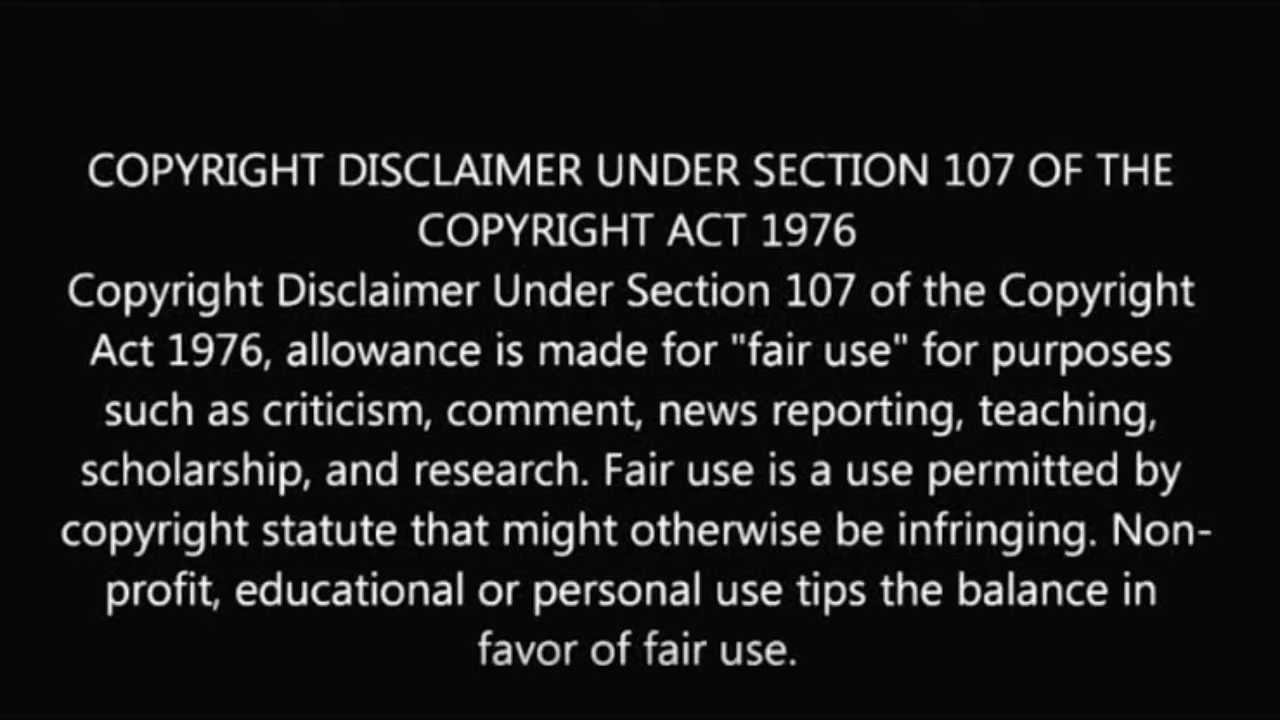 COPYRIGHT DISCLAIMER UNDER SECTION 107 OF THE
COPYRIGHT ACT 1976
Copyright Disclaimer Under Section 107 of the Copyright
Act 1976, allowance is made for "fair use" for purposes
such as criticism, comment, news reporting, teaching,
scholarship, and research. Fair use is a use permitted by
copyright statute that might otherwise be infringing. Non-
profit, educational or personal use tips the balance in
favor of fair use.